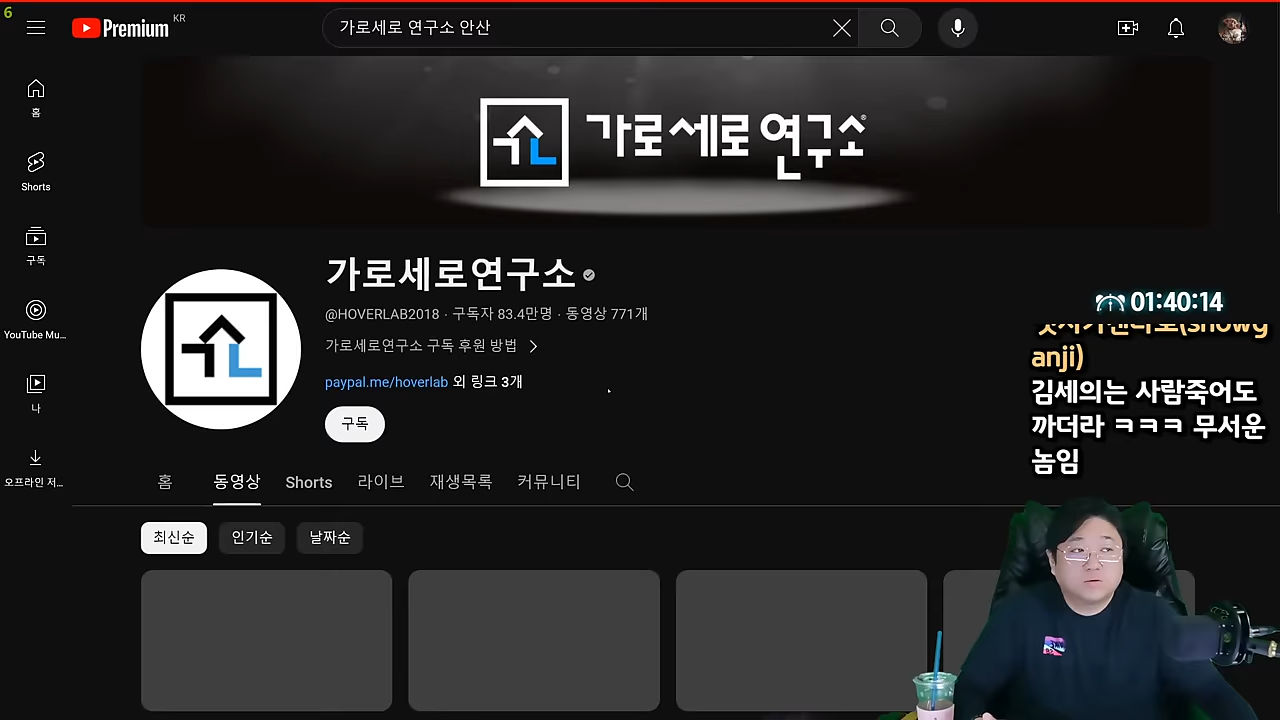 6
Premium KR
가로세로 연구소 안산
가로세로연구소
가로세로연구소
@HOVERLAB2018 · 구독자 83.4만명 · 동영상 771개
가로세로연구소 구독 후원 방법
paypal.me/hoverlab 외 링크 3개
구독
홈
Shorts
구독
YouTube Mu...
나
오프라인 저...
홈 동영상 Shorts 라이브 재생목록 커뮤니티
최신순 인기순 날짜순
01:40:14
anji)
김세의는 사람죽어도
까더라 ㅋㅋㅋ 무서운
놈임